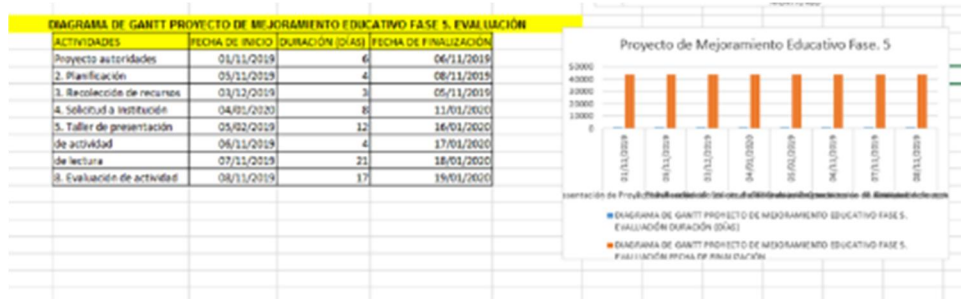 DIAGRAMA DE GANTT PROYECTO DE MEJORAMIENTO EDUCATIVO FASE 5. EVALUACIÓN
ACTIVIDADES FECHA DE INICIO DURACIÓN (DÍAS) FECHA DE FINALIZACIÓN
Proyecto autoridades 01/11/2019 6 06/11/2019
2. Planificación 05/11/2019 4 08/11/2019
3. Recolección de recursos 03/12/2019 3 05/11/2019
4. Solicitud a Institución 04/01/2020 8 11/01/2020
5. Taller de presentación 05/02/2019 12 16/01/2020
de actividad 06/11/2019 4 17/01/2020
de lectura 07/11/2019 21 18/01/2020
8. Evaluación de actividad 08/11/2019 17 19/01/2020
Proyecto de Mejoramiento Educativo Fase. 5
50000
40000
30000
20000
10000
0
01/11/2019 05/11/2019 03/12/2019 04/01/2020 05/02/2019 06/11/2019 07/11/2019 08/11/2019
DIAGRAMA DE GANTT PROYECTO DE MEJORAMIENTO EDUCATIVO FASE 5.
EVALUACIÓN DURACIÓN (DÍAS)
DIAGRAMA DE GANTT PROYECTO DE MEJORAMIENTO EDUCATIVO FASE 5.
EVALUACIÓN FECHA DE FINALIZACIÓN